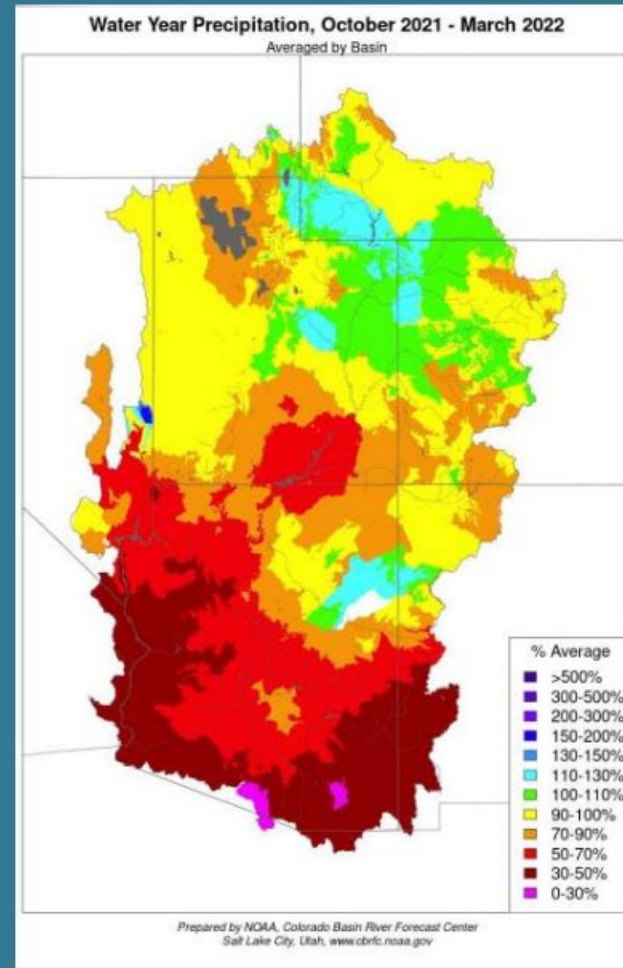 Water Year Precipitation, October 2021 - March 2022
Averaged by Basin
% Average
>500%
300-500%
200-300%
150-200%
130-150%
110-130%
100-110%
90-100%
70-90%
50-70%
30-50%
0-30%
Prepared by NOAA, Colorado Basin River Forecast Center
Salt Lake City, Utah, www.cbrfc.noaa.gov